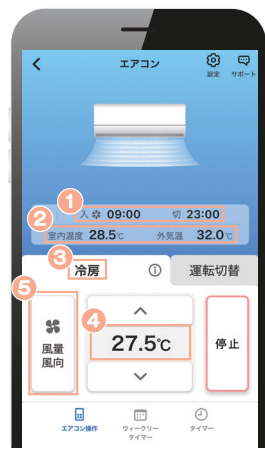 エアコン
設定 サポート
1
入 09:00 切 23:00
2
室内温度 28.5℃ 外気温 32.0℃
3
冷房
運転切替
5
4
風量
風向
27.5℃
停止
エアコン操作
ウィークリー
タイマー
タイマー